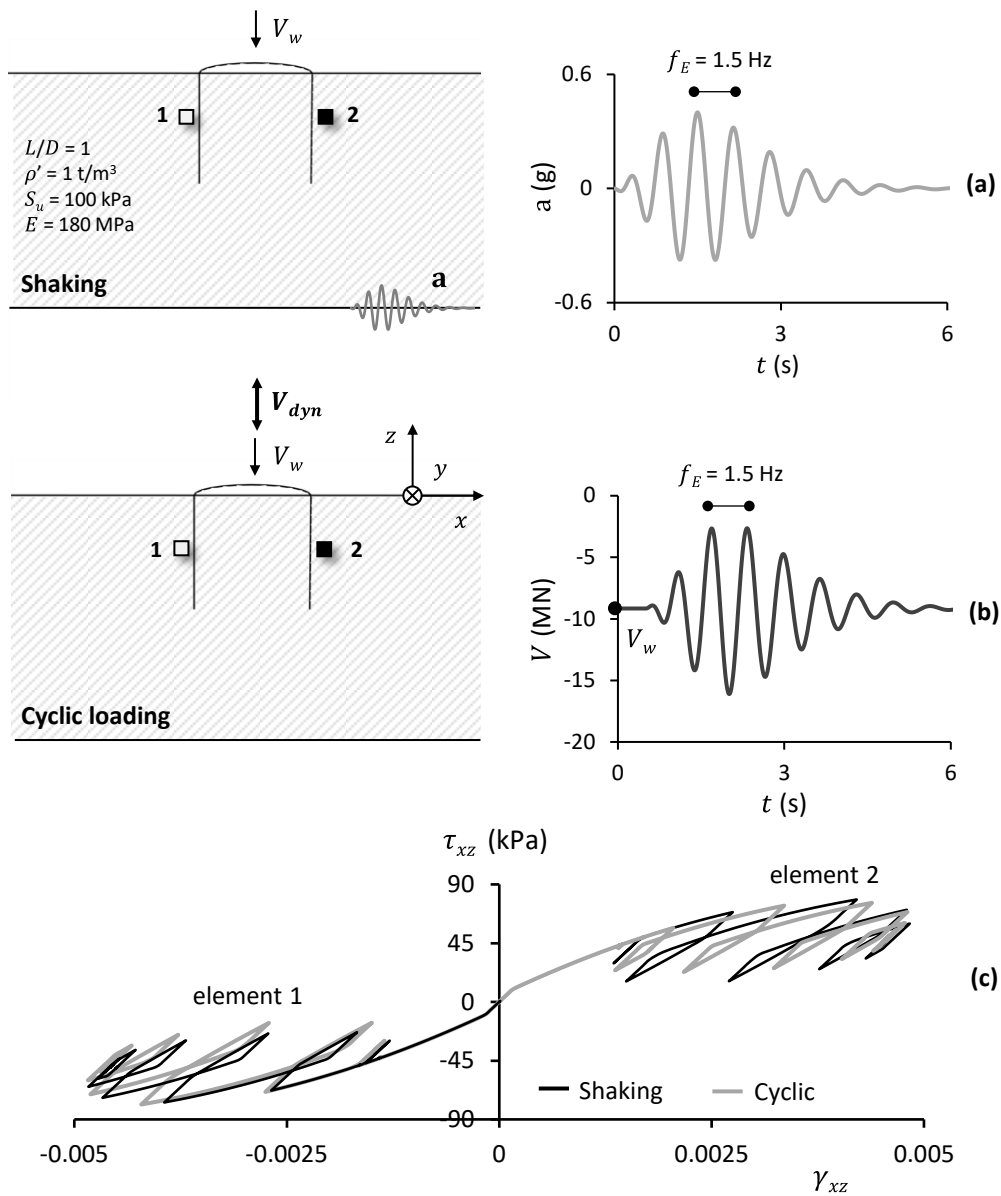 V_w
1 2
L/D = 1
ρ' = 1 t/m³
S_u = 100 kPa
E = 180 MPa
Shaking
a
f_E = 1.5 Hz
0.6
0
-0.6
a (g)
0 3 6
t (s)
(a)
V_dyn
V_w
z
y
x
1 2
Cyclic loading
f_E = 1.5 Hz
0
-5
-10
-15
-20
V (MN)
V_w
0 3 6
t (s)
(b)
τ_xz (kPa)
90
45
0
-45
-90
element 2
element 1
(c)
Shaking Cyclic
-0.005 -0.0025 0 0.0025 0.005
γ_xz